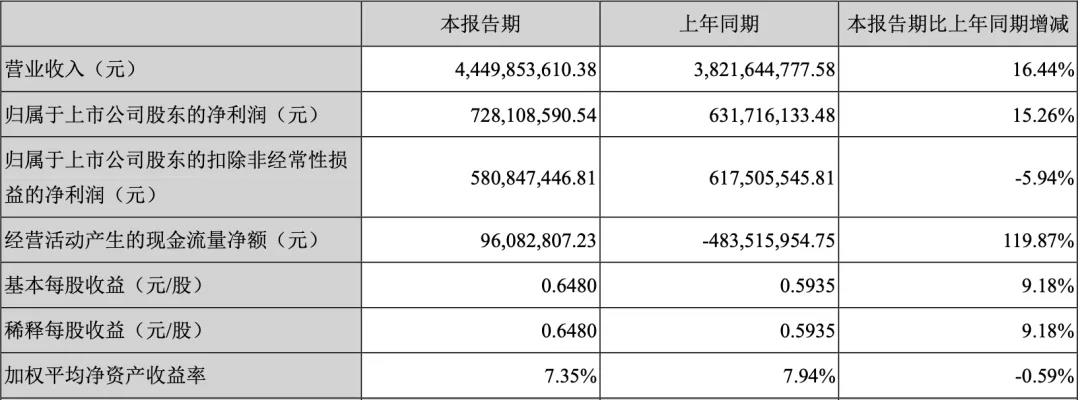 本报告期 上年同期 本报告期比上年同期增减
营业收入（元） 4,449,853,610.38 3,821,644,777.58 16.44%
归属于上市公司股东的净利润（元） 728,108,590.54 631,716,133.48 15.26%
归属于上市公司股东的扣除非经常性损
益的净利润（元） 580,847,446.81 617,505,545.81 -5.94%
经营活动产生的现金流量净额（元） 96,082,807.23 -483,515,954.75 119.87%
基本每股收益（元/股） 0.6480 0.5935 9.18%
稀释每股收益（元/股） 0.6480 0.5935 9.18%
加权平均净资产收益率 7.35% 7.94% -0.59%